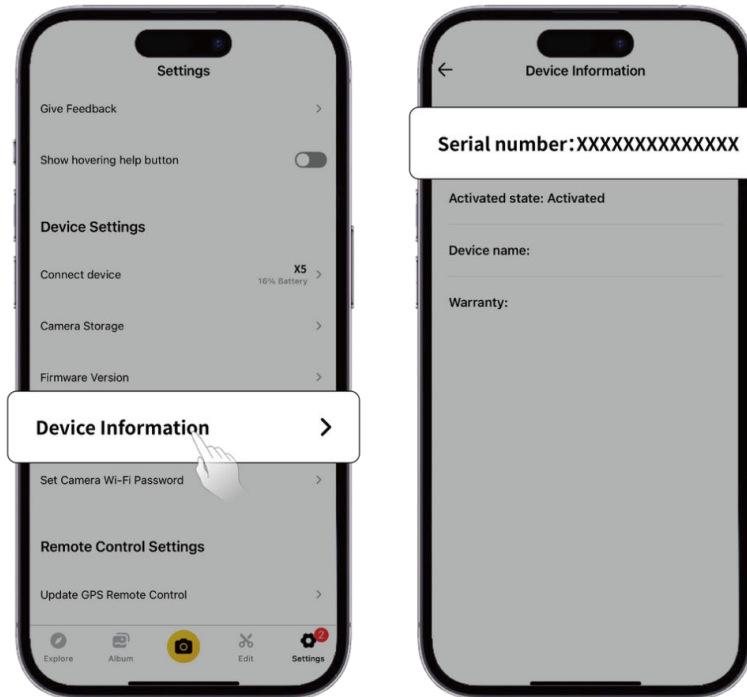 Settings
Give Feedback
Show hovering help button
Device Settings
Connect device
X5
16% Battery
Camera Storage
Firmware Version
Device Information
Set Camera Wi-Fi Password
Remote Control Settings
Update GPS Remote Control
Explore
Album
Edit
Settings
2
Device Information
Serial number:XXXXXXXXXXXXXX
Activated state: Activated
Device name:
Warranty: